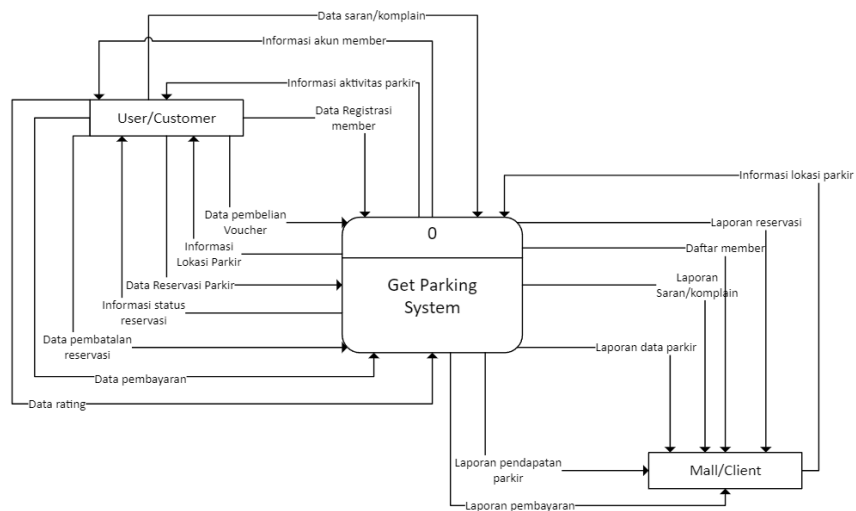 Data saran/komplain
Informasi akun member
Informasi aktivitas parkir
User/Customer
Data Registrasi
member
Informasi lokasi parkir
Data pembelian
Voucher
Laporan reservasi
0
Informasi
Lokasi Parkir
Daftar member
Data Reservasi Parkir
Get Parking
System
Laporan
Saran/komplain
Informasi status
reservasi
Data pembatalan
reservasi
Laporan data parkir
Data pembayaran
Data rating
Laporan pendapatan
parkir
Mall/Client
Laporan pembayaran